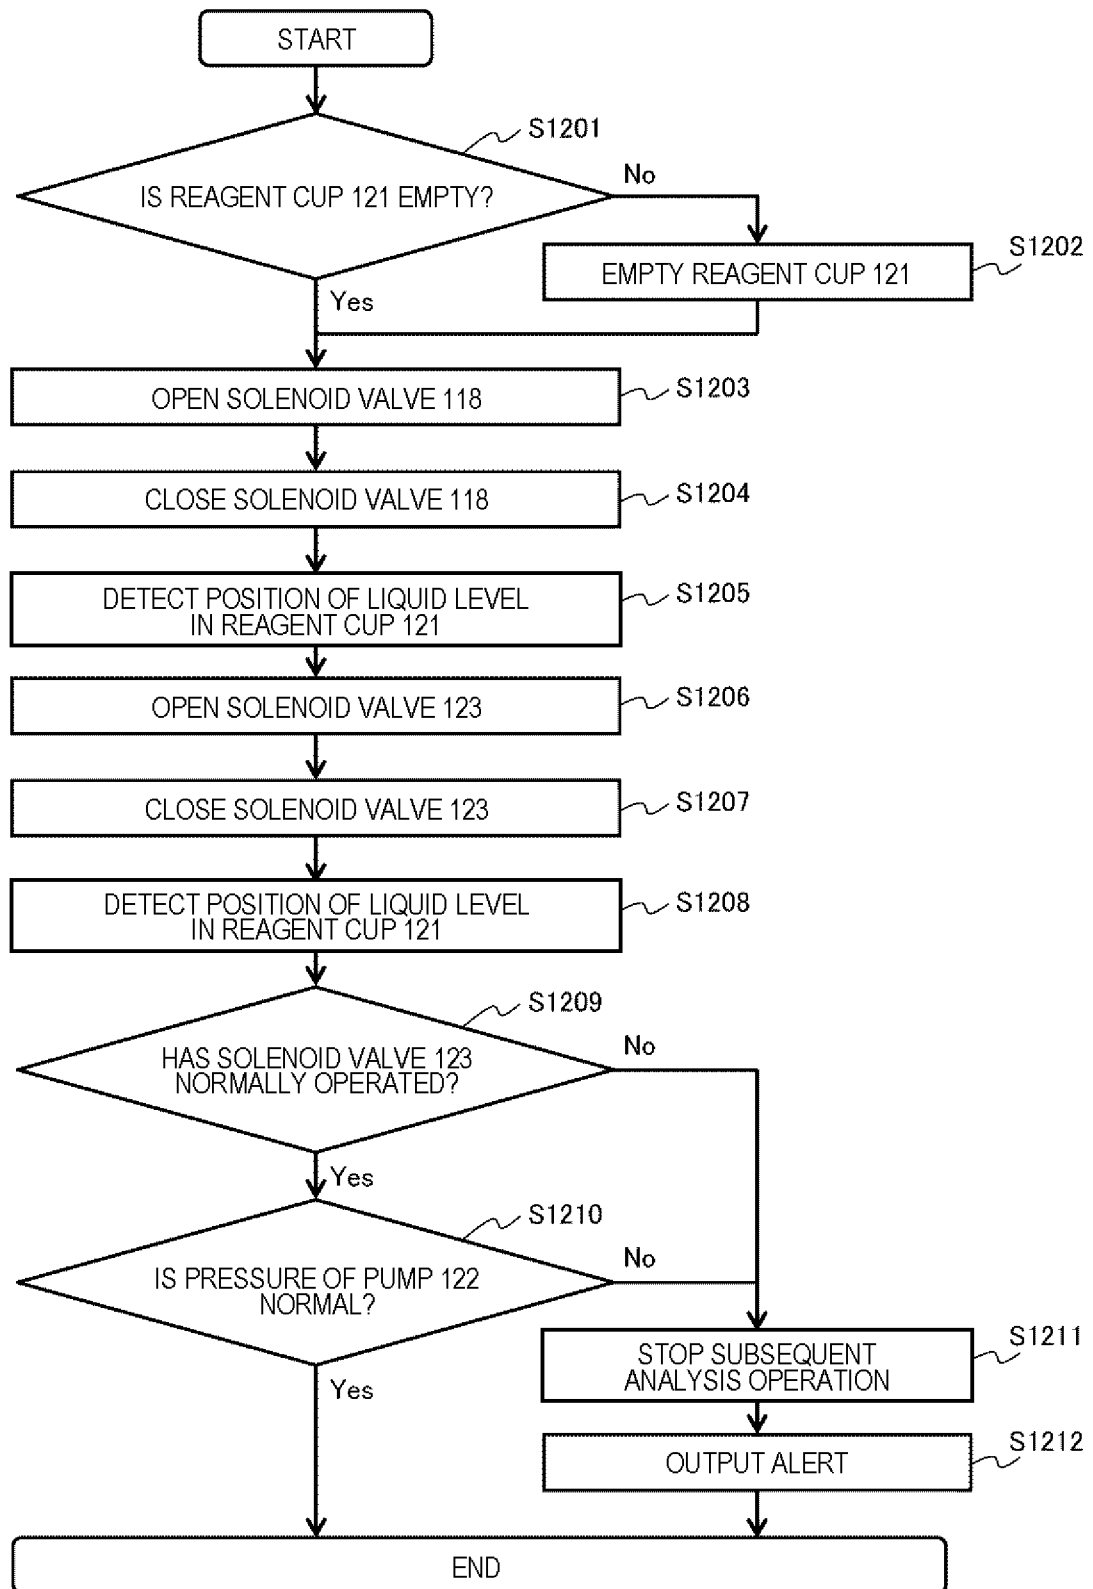 START
S1201
IS REAGENT CUP 121 EMPTY?
No
S1202
EMPTY REAGENT CUP 121
Yes
OPEN SOLENOID VALVE 118
S1203
CLOSE SOLENOID VALVE 118
S1204
DETECT POSITION OF LIQUID LEVEL
IN REAGENT CUP 121
S1205
OPEN SOLENOID VALVE 123
S1206
CLOSE SOLENOID VALVE 123
S1207
DETECT POSITION OF LIQUID LEVEL
IN REAGENT CUP 121
S1208
S1209
HAS SOLENOID VALVE 123
NORMALLY OPERATED?
No
Yes
S1210
IS PRESSURE OF PUMP 122
NORMAL?
No
Yes
S1211
STOP SUBSEQUENT
ANALYSIS OPERATION
S1212
OUTPUT ALERT
END